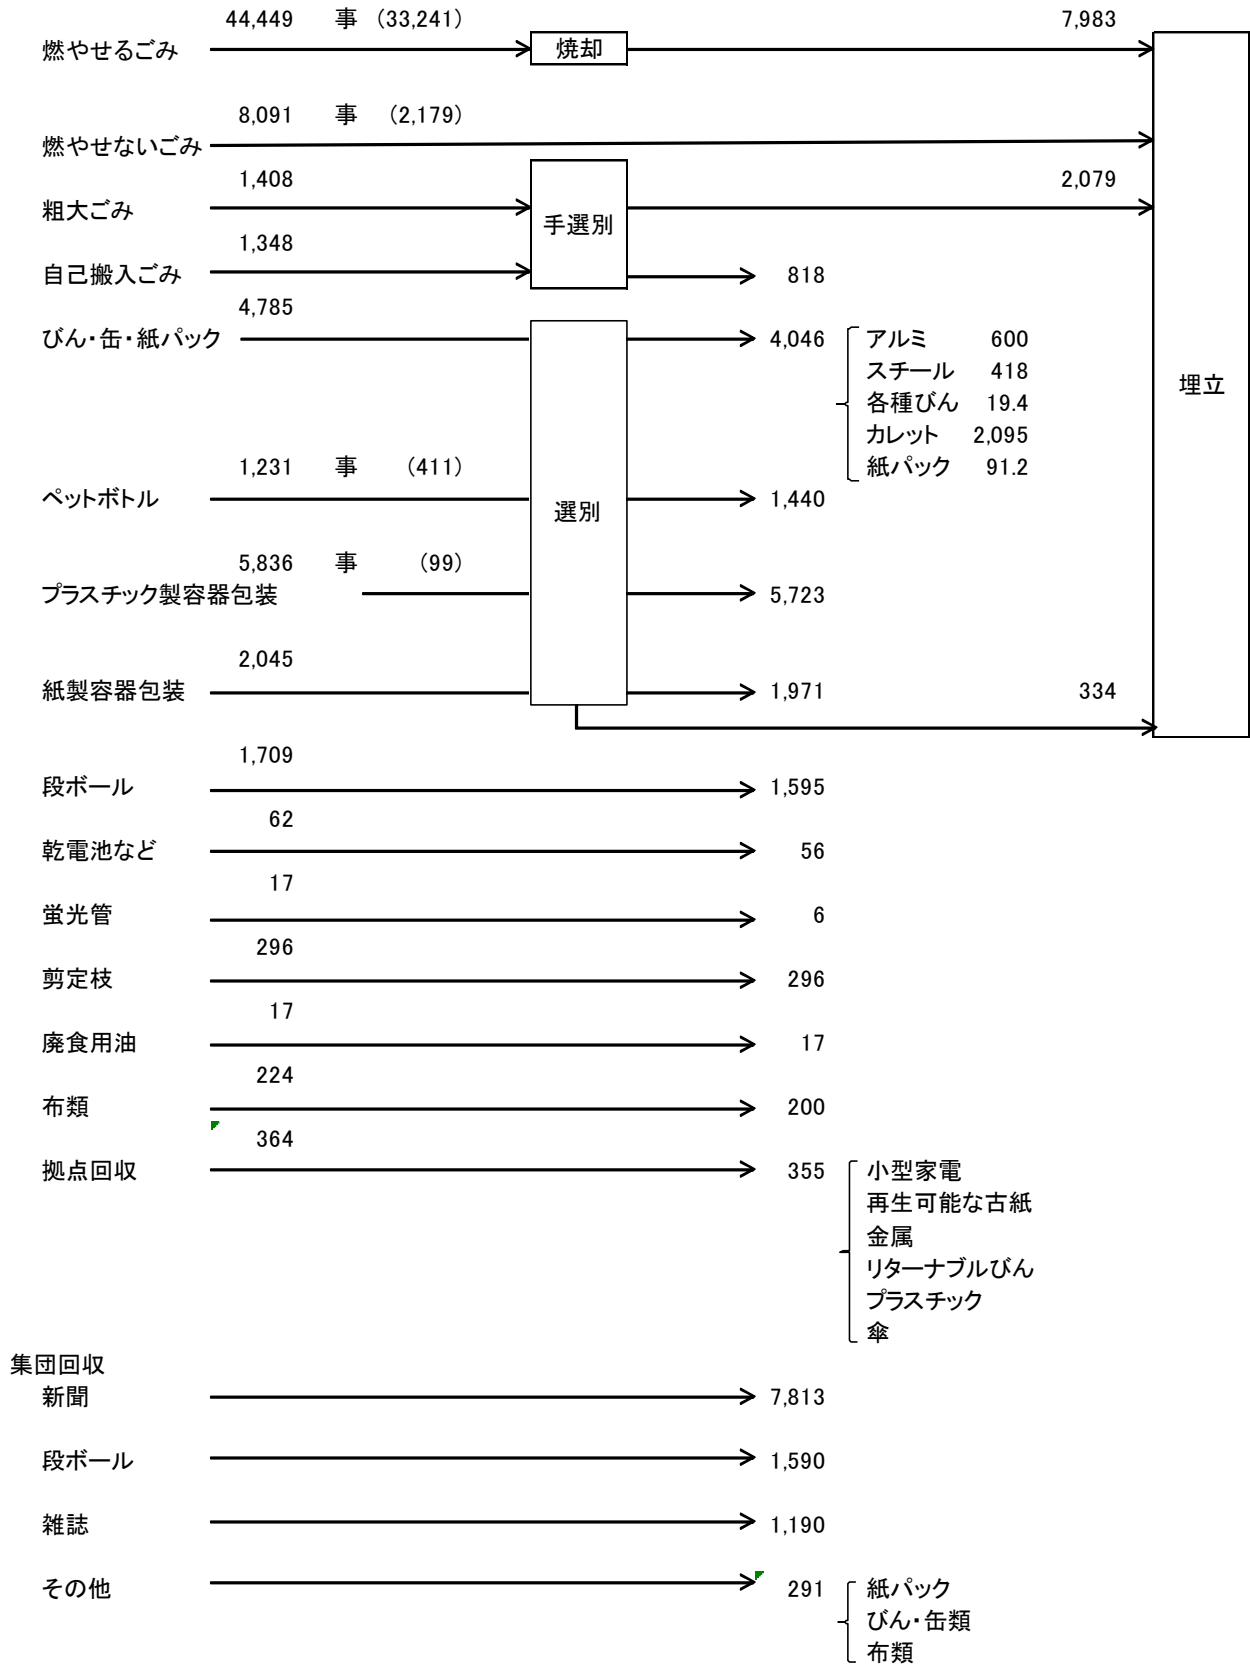 44,449 事 (33,241) 7,983
燃やせるごみ 焼却
8,091 事 (2,179)
燃やせないごみ
1,408 2,079
粗大ごみ
手選別
1,348
自己搬入ごみ 818
4,785
びん・缶・紙パック 4,046 アルミ 600
スチール 418
埋立
各種びん 19.4
カレット 2,095
1,231 事 (411) 紙パック 91.2
ペットボトル 1,440
選別
5,836 事 (99)
プラスチック製容器包装 5,723
2,045
紙製容器包装 1,971 334
1,709
段ボール 1,595
62
乾電池など 56
17
蛍光管 6
296
剪定枝 296
17
廃食用油 17
224
布類 200
364
拠点回収 355 小型家電
再生可能な古紙
金属
リターナブルびん
プラスチック
傘
集団回収
新聞 7,813
段ボール 1,590
雑誌 1,190
その他 291 紙パック
びん・缶類
布類